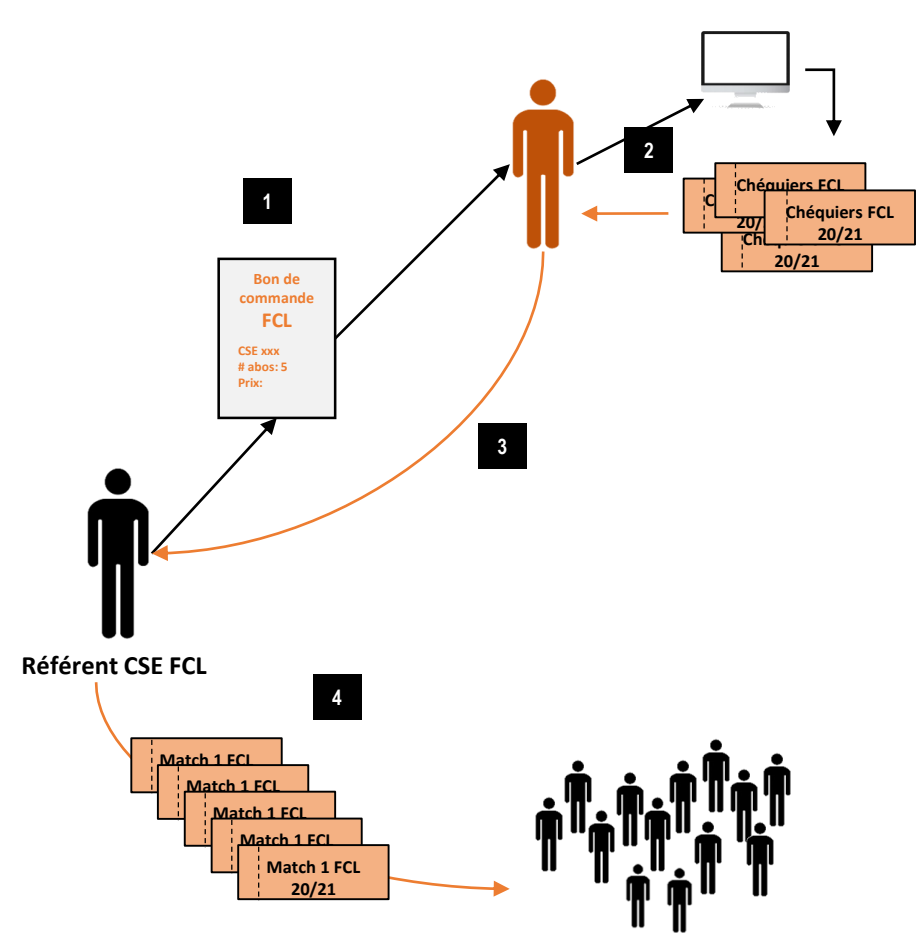 1
2
Chéquiers FCL
Chéquiers FCL
20/21
20/21
Bon de
commande
FCL
CSE xxx
# abos: 5
Prix:
3
Référent CSE FCL
4
Match 1 FCL
Match 1 FCL
Match 1 FCL
Match 1 FCL
Match 1 FCL
20/21